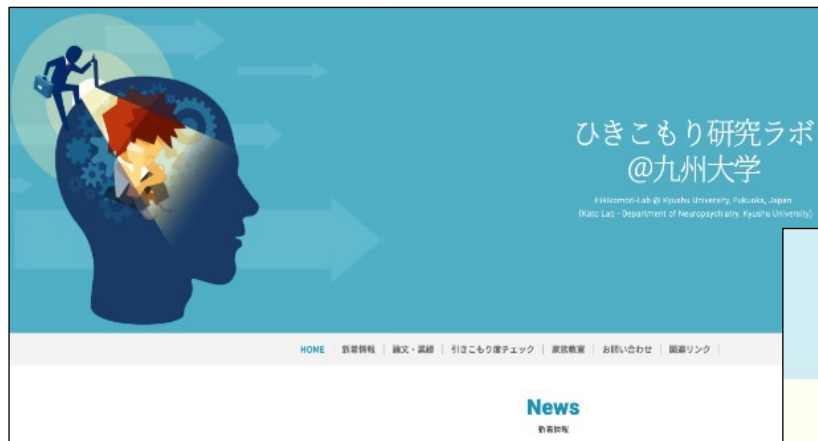 ひきこもり研究ラボ
@九州大学
Hikikomori-Lab @ Kyushu University, Fukuoka, Japan
(Kato Lab - Department of Neuropsychiatry, Kyushu University)
HOME | 新着情報 | 論文・業績 | 引きこもり度チェック | 家族教室 | お問い合わせ | 関連リンク |
News
新着情報